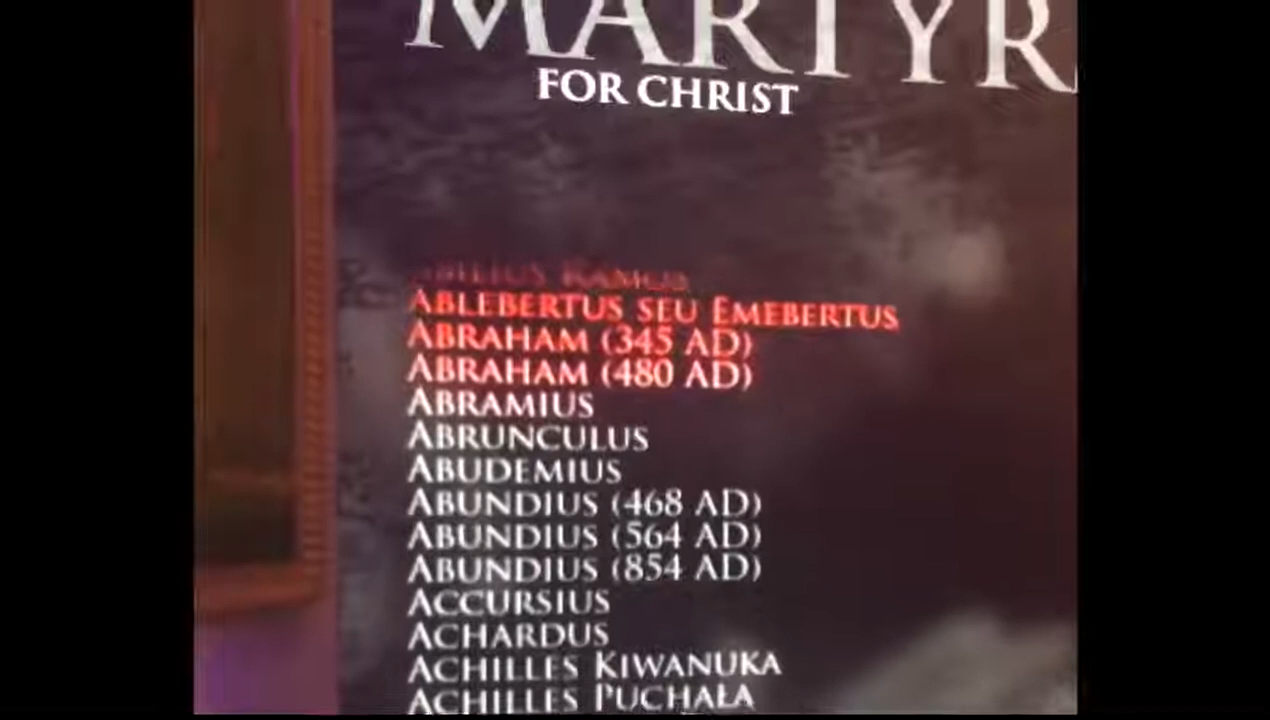 MARTYR
FOR CHRIST
ABLEBERTUS SEU EMEBERTUS
ABRAHAM (345 AD)
ABRAHAM (480 AD)
ABRAMIUS
ABRUNCULUS
ABUDEMIUS
ABUNDIUS (468 AD)
ABUNDIUS (564 AD)
ABUNDIUS (854 AD)
ACCURSIUS
ACHARDUS
ACHILLES KIWANUKA
ACHILLES PUCHAŁA